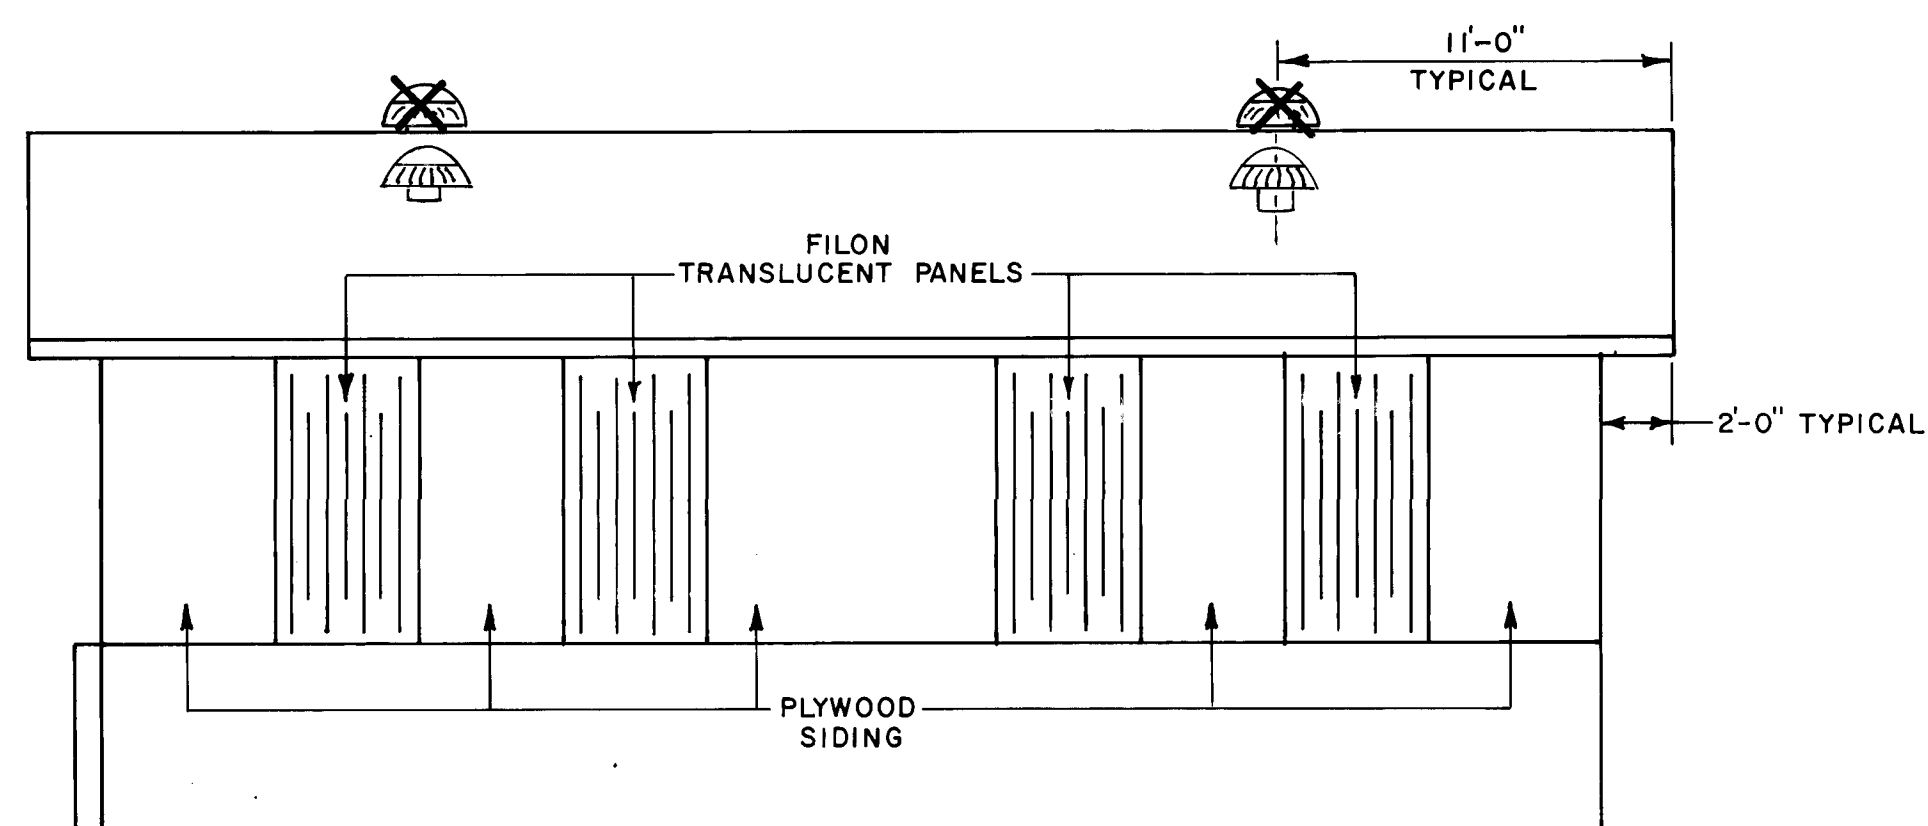 11'-0"
TYPICAL
FILON
TRANSLUCENT PANELS
2'-0" TYPICAL
PLYWOOD
SIDING